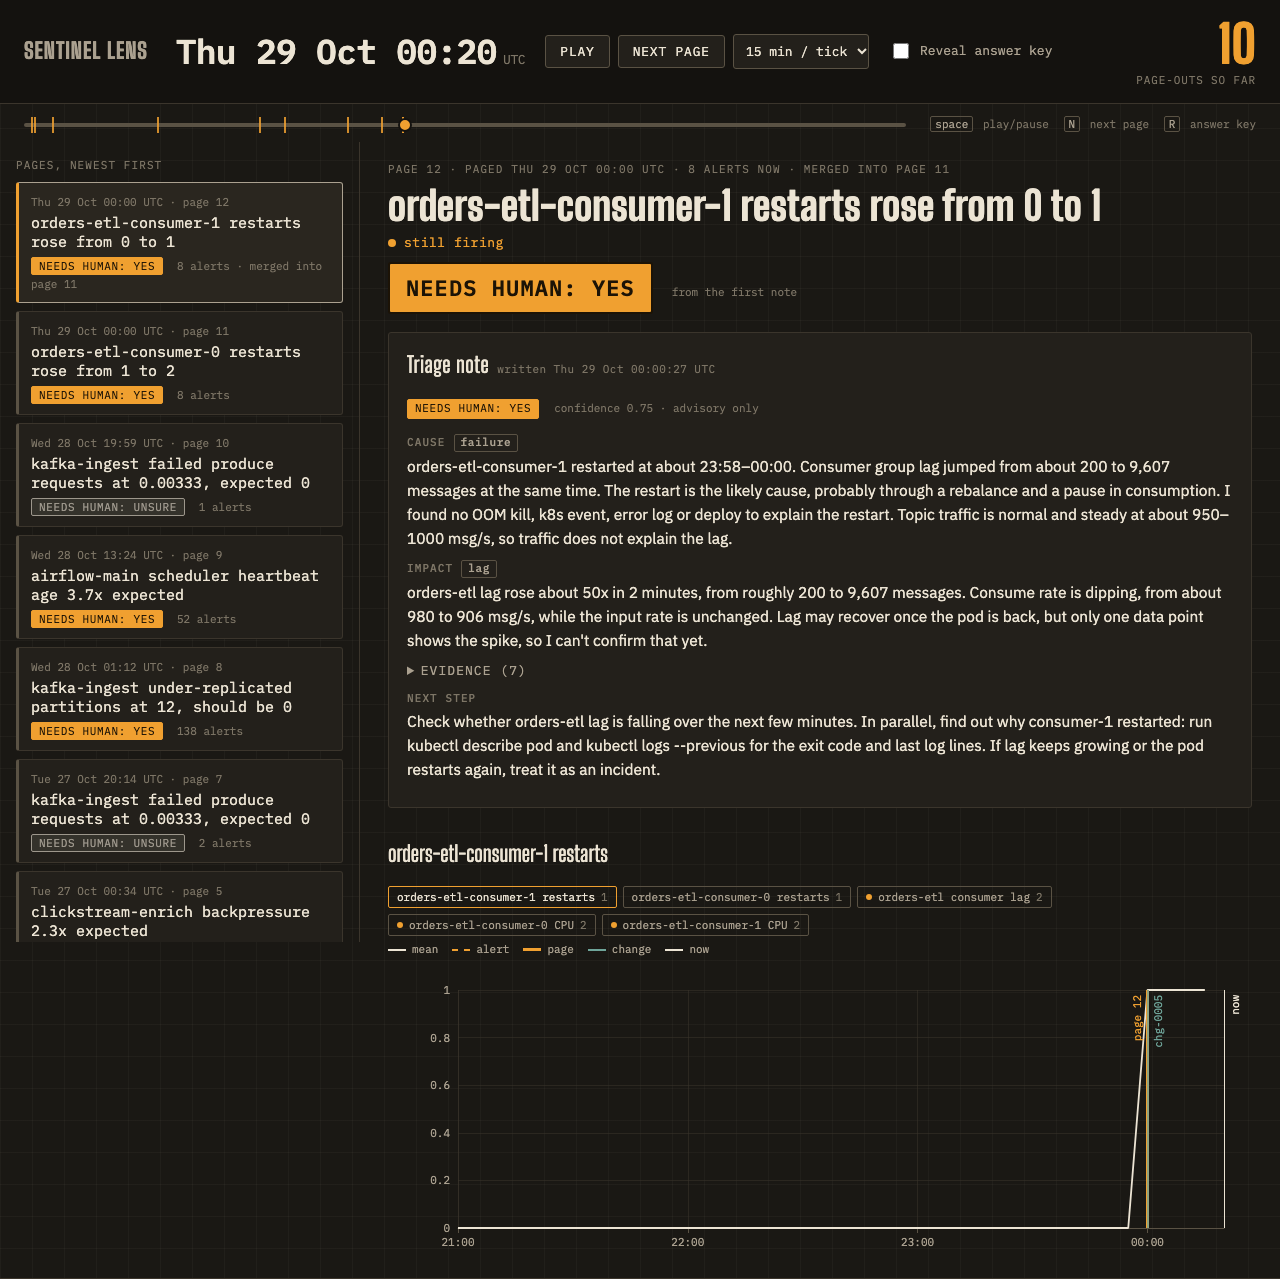 SENTINEL LENS
Thu 29 Oct 00:20 UTC
PLAY
NEXT PAGE
15 min / tick
Reveal answer key
10
PAGE-OUTS SO FAR
space play/pause N next page R answer key
PAGES, NEWEST FIRST
Thu 29 Oct 00:00 UTC · page 12
orders-etl-consumer-1 restarts
rose from 0 to 1
NEEDS HUMAN: YES 8 alerts · merged into
page 11
Thu 29 Oct 00:00 UTC · page 11
orders-etl-consumer-0 restarts
rose from 1 to 2
NEEDS HUMAN: YES 8 alerts
Wed 28 Oct 19:59 UTC · page 10
kafka-ingest failed produce
requests at 0.00333, expected 0
NEEDS HUMAN: UNSURE 1 alerts
Wed 28 Oct 13:24 UTC · page 9
airflow-main scheduler heartbeat
age 3.7x expected
NEEDS HUMAN: YES 52 alerts
Wed 28 Oct 01:12 UTC · page 8
kafka-ingest under-replicated
partitions at 12, should be 0
NEEDS HUMAN: YES 138 alerts
Tue 27 Oct 20:14 UTC · page 7
kafka-ingest failed produce
requests at 0.00333, expected 0
NEEDS HUMAN: UNSURE 2 alerts
Tue 27 Oct 00:34 UTC · page 5
clickstream-enrich backpressure
2.3x expected
PAGE 12 · PAGED THU 29 OCT 00:00 UTC · 8 ALERTS NOW · MERGED INTO PAGE 11
orders-etl-consumer-1 restarts rose from 0 to 1
still firing
NEEDS HUMAN: YES from the first note
Triage note written Thu 29 Oct 00:00:27 UTC
NEEDS HUMAN: YES confidence 0.75 · advisory only
CAUSE failure
orders-etl-consumer-1 restarted at about 23:58–00:00. Consumer group lag jumped from about 200 to 9,607
messages at the same time. The restart is the likely cause, probably through a rebalance and a pause in consumption. I
found no OOM kill, k8s event, error log or deploy to explain the restart. Topic traffic is normal and steady at about 950–
1000 msg/s, so traffic does not explain the lag.
IMPACT lag
orders-etl lag rose about 50x in 2 minutes, from roughly 200 to 9,607 messages. Consume rate is dipping, from about
980 to 906 msg/s, while the input rate is unchanged. Lag may recover once the pod is back, but only one data point
shows the spike, so I can't confirm that yet.
▶ EVIDENCE (7)
NEXT STEP
Check whether orders-etl lag is falling over the next few minutes. In parallel, find out why consumer-1 restarted: run
kubectl describe pod and kubectl logs --previous for the exit code and last log lines. If lag keeps growing or the pod
restarts again, treat it as an incident.
orders-etl-consumer-1 restarts
orders-etl-consumer-1 restarts 1
orders-etl-consumer-0 restarts 1
orders-etl consumer lag 2
orders-etl-consumer-0 CPU 2
orders-etl-consumer-1 CPU 2
mean alert page change now
1
0.8
0.6
0.4
0.2
0
page 12
chg-0005
now
21:00 22:00 23:00 00:00